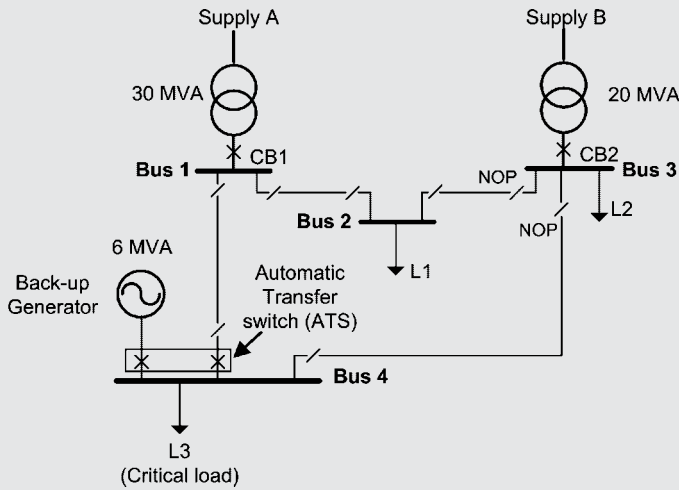 Supply A
Supply B
30 MVA
20 MVA
CB1
CB2
Bus 1
Bus 3
NOP
Bus 2
L2
NOP
L1
6 MVA
Back-up
Generator
Automatic
Transfer
switch (ATS)
Bus 4
L3
(Critical load)